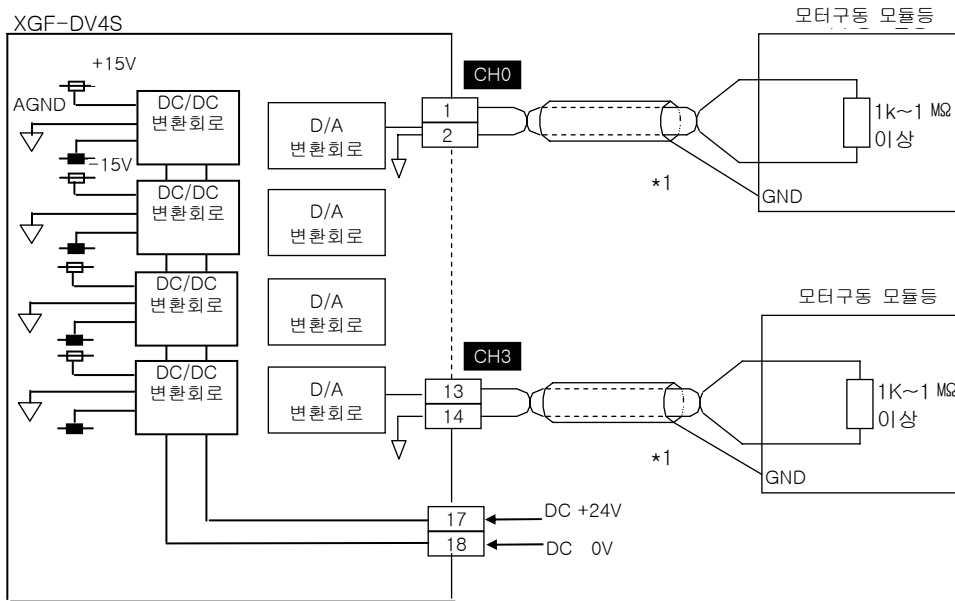 XGF-DV4S
+15V
AGND
-15V
DC/DC
변환회로
DC/DC
변환회로
DC/DC
변환회로
DC/DC
변환회로
D/A
변환회로
D/A
변환회로
D/A
변환회로
D/A
변환회로
CH0
1
2
*1
GND
모터구동 모듈등
1k~1 MΩ
이상
CH3
13
14
*1
GND
모터구동 모듈등
1K~1 MΩ
이상
17
18
DC +24V
DC 0V